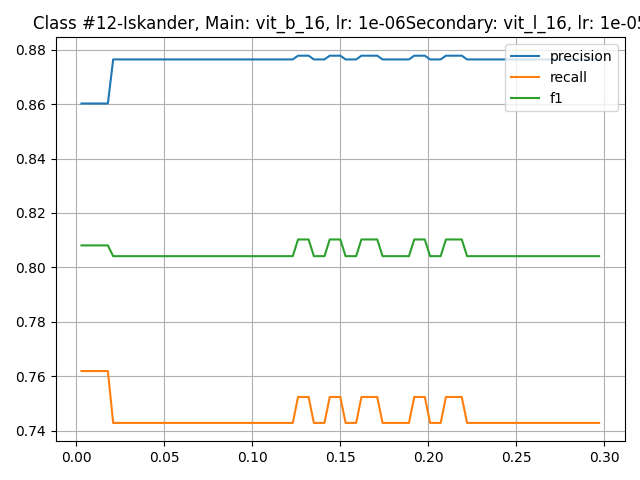 Class #12-Iskander, Main: vit_b_16, lr: 1e-06Secondary: vit_l_16, lr: 1e-05
0.88
0.86
0.84
0.82
0.80
0.78
0.76
0.74
precision
recall
f1
0.00 0.05 0.10 0.15 0.20 0.25 0.30